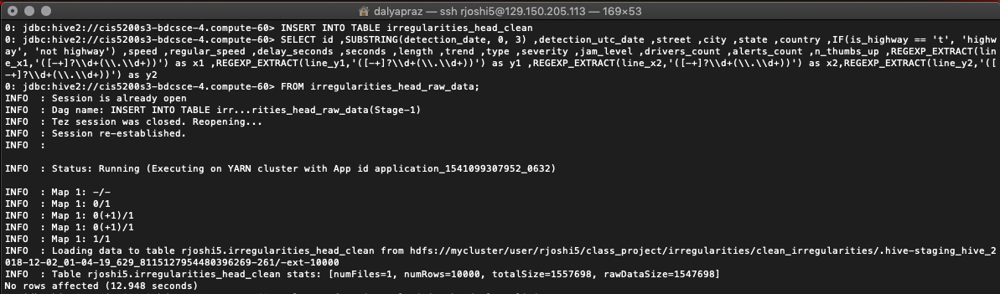 dalyapraz — ssh rjoshi5@129.150.205.113 — 169×53
0: jdbc:hive2://cis5200s3-bdcsce-4.compute-60> INSERT INTO TABLE irregularities_head_clean
0: jdbc:hive2://cis5200s3-bdcsce-4.compute-60> SELECT id ,SUBSTRING(detection_date, 0, 3) ,detection_utc_date ,street ,city ,state ,country ,IF(is_highway == 't', 'highw
ay', 'not highway') ,speed ,regular_speed ,delay_seconds ,seconds ,length ,trend ,type ,severity ,jam_level ,drivers_count ,alerts_count ,n_thumbs_up ,REGEXP_EXTRACT(lin
e_x1,'([-+]?\\d+(\\.\\d+))') as x1 ,REGEXP_EXTRACT(line_y1,'([-+]?\\d+(\\.\\d+))') as y1 ,REGEXP_EXTRACT(line_x2,'([-+]?\\d+(\\.\\d+))') as x2,REGEXP_EXTRACT(line_y2,'([
-+]?\\d+(\\.\\d+))') as y2
0: jdbc:hive2://cis5200s3-bdcsce-4.compute-60> FROM irregularities_head_raw_data;
INFO  : Session is already open
INFO  : Dag name: INSERT INTO TABLE irr...rities_head_raw_data(Stage-1)
INFO  : Tez session was closed. Reopening...
INFO  : Session re-established.
INFO  :
INFO  : Status: Running (Executing on YARN cluster with App id application_1541099307952_0632)
INFO  : Map 1: -/-
INFO  : Map 1: 0/1
INFO  : Map 1: 0(+1)/1
INFO  : Map 1: 0(+1)/1
INFO  : Map 1: 1/1
INFO  : Loading data to table rjoshi5.irregularities_head_clean from hdfs://mycluster/user/rjoshi5/class_project/irregularities/clean_irregularities/.hive-staging_hive_2
018-12-02_01-04-19_629_8115127954480396269-261/-ext-10000
INFO  : Table rjoshi5.irregularities_head_clean stats: [numFiles=1, numRows=10000, totalSize=1557698, rawDataSize=1547698]
No rows affected (12.948 seconds)